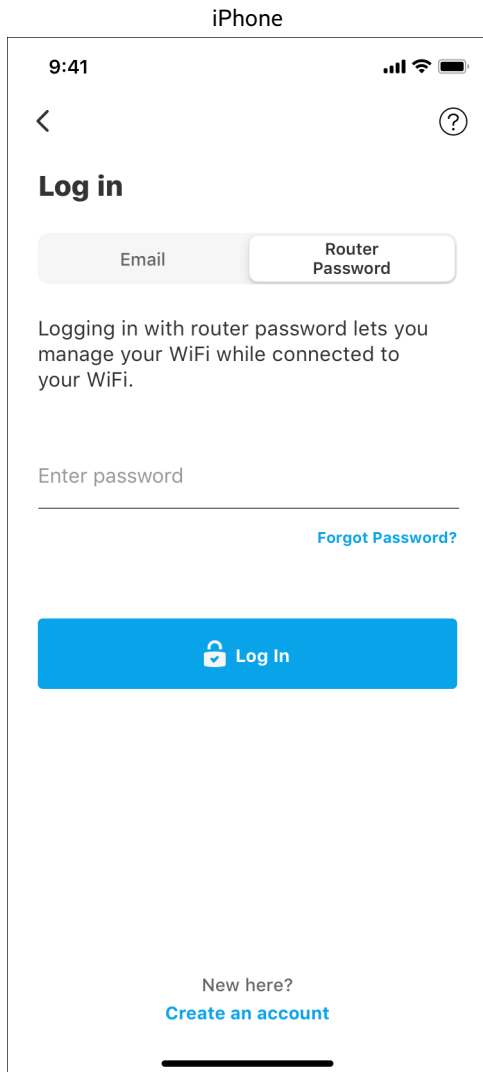 iPhone
9:41
?
Log in
Email
Router
Password
Logging in with router password lets you
manage your WiFi while connected to
your WiFi.
Enter password
Forgot Password?
Log In
New here?
Create an account